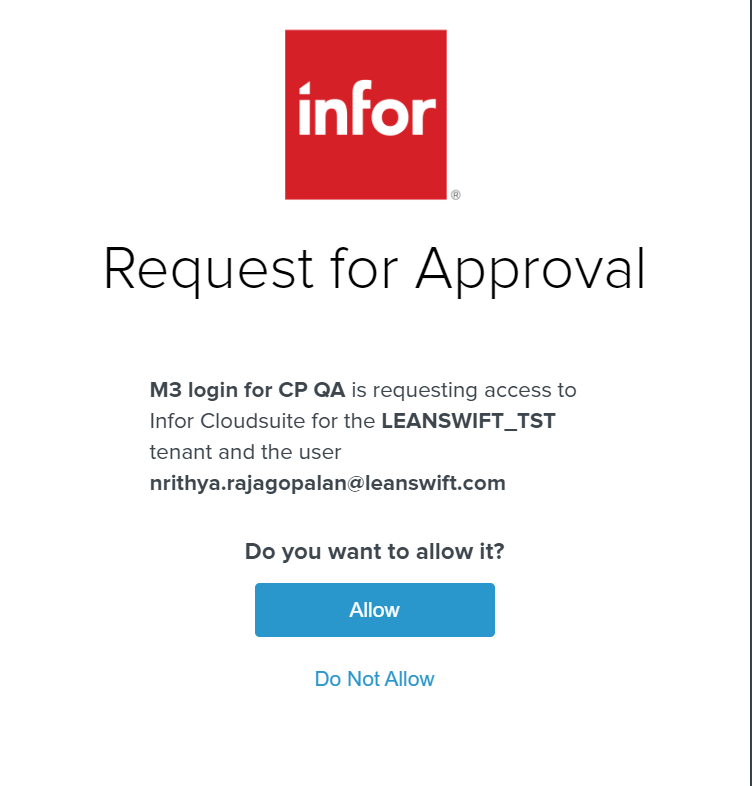 infor
®
Request for Approval
M3 login for CP QA is requesting access to
Infor Cloudsuite for the LEANSWIFT_TST
tenant and the user
nrithya.rajagopalan@leanswift.com
Do you want to allow it?
Allow
Do Not Allow